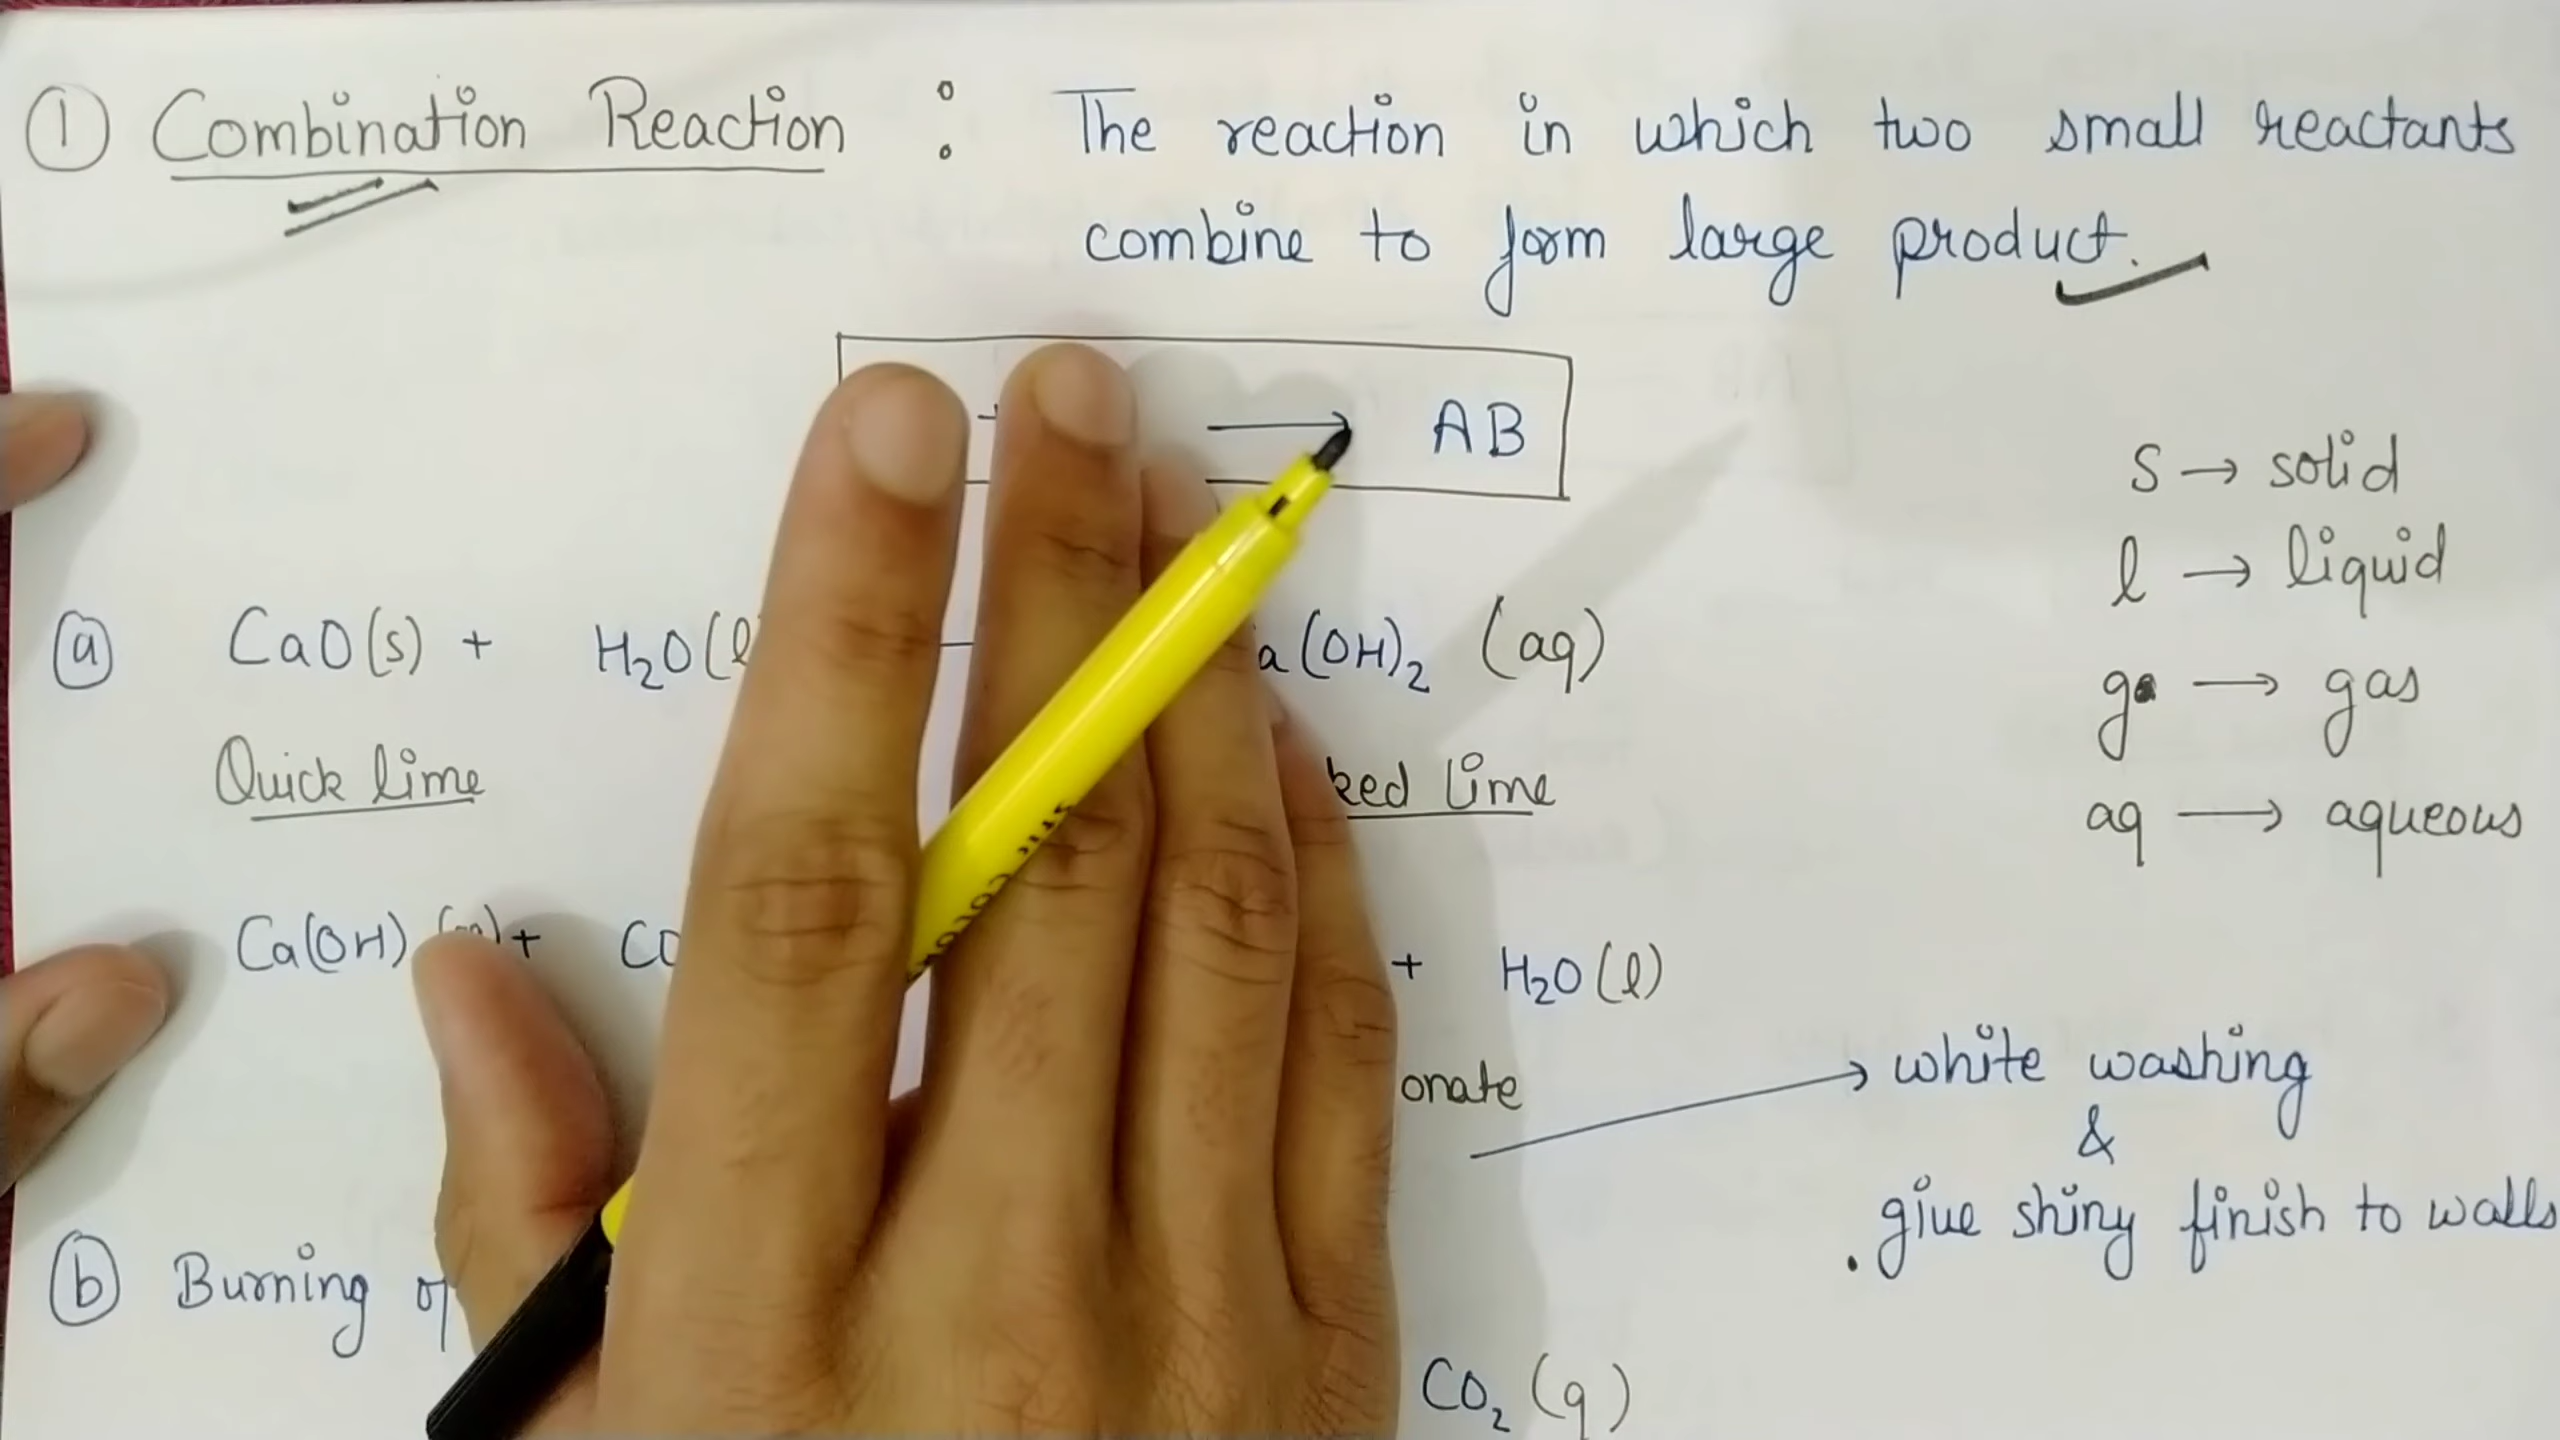 ① Combination Reaction : The reaction in which two small reactants
combine to form large product.
+ → AB
s → solid
l → liquid
g → gas
aq → aqueous
ⓐ CaO(s) + H₂O(l a(OH)₂ (aq)
Quick lime ked lime
Ca(OH) + CO + H₂O(l)
onate
white washing
&
. give shiny finish to walls
ⓑ Burning of
CO₂(g)